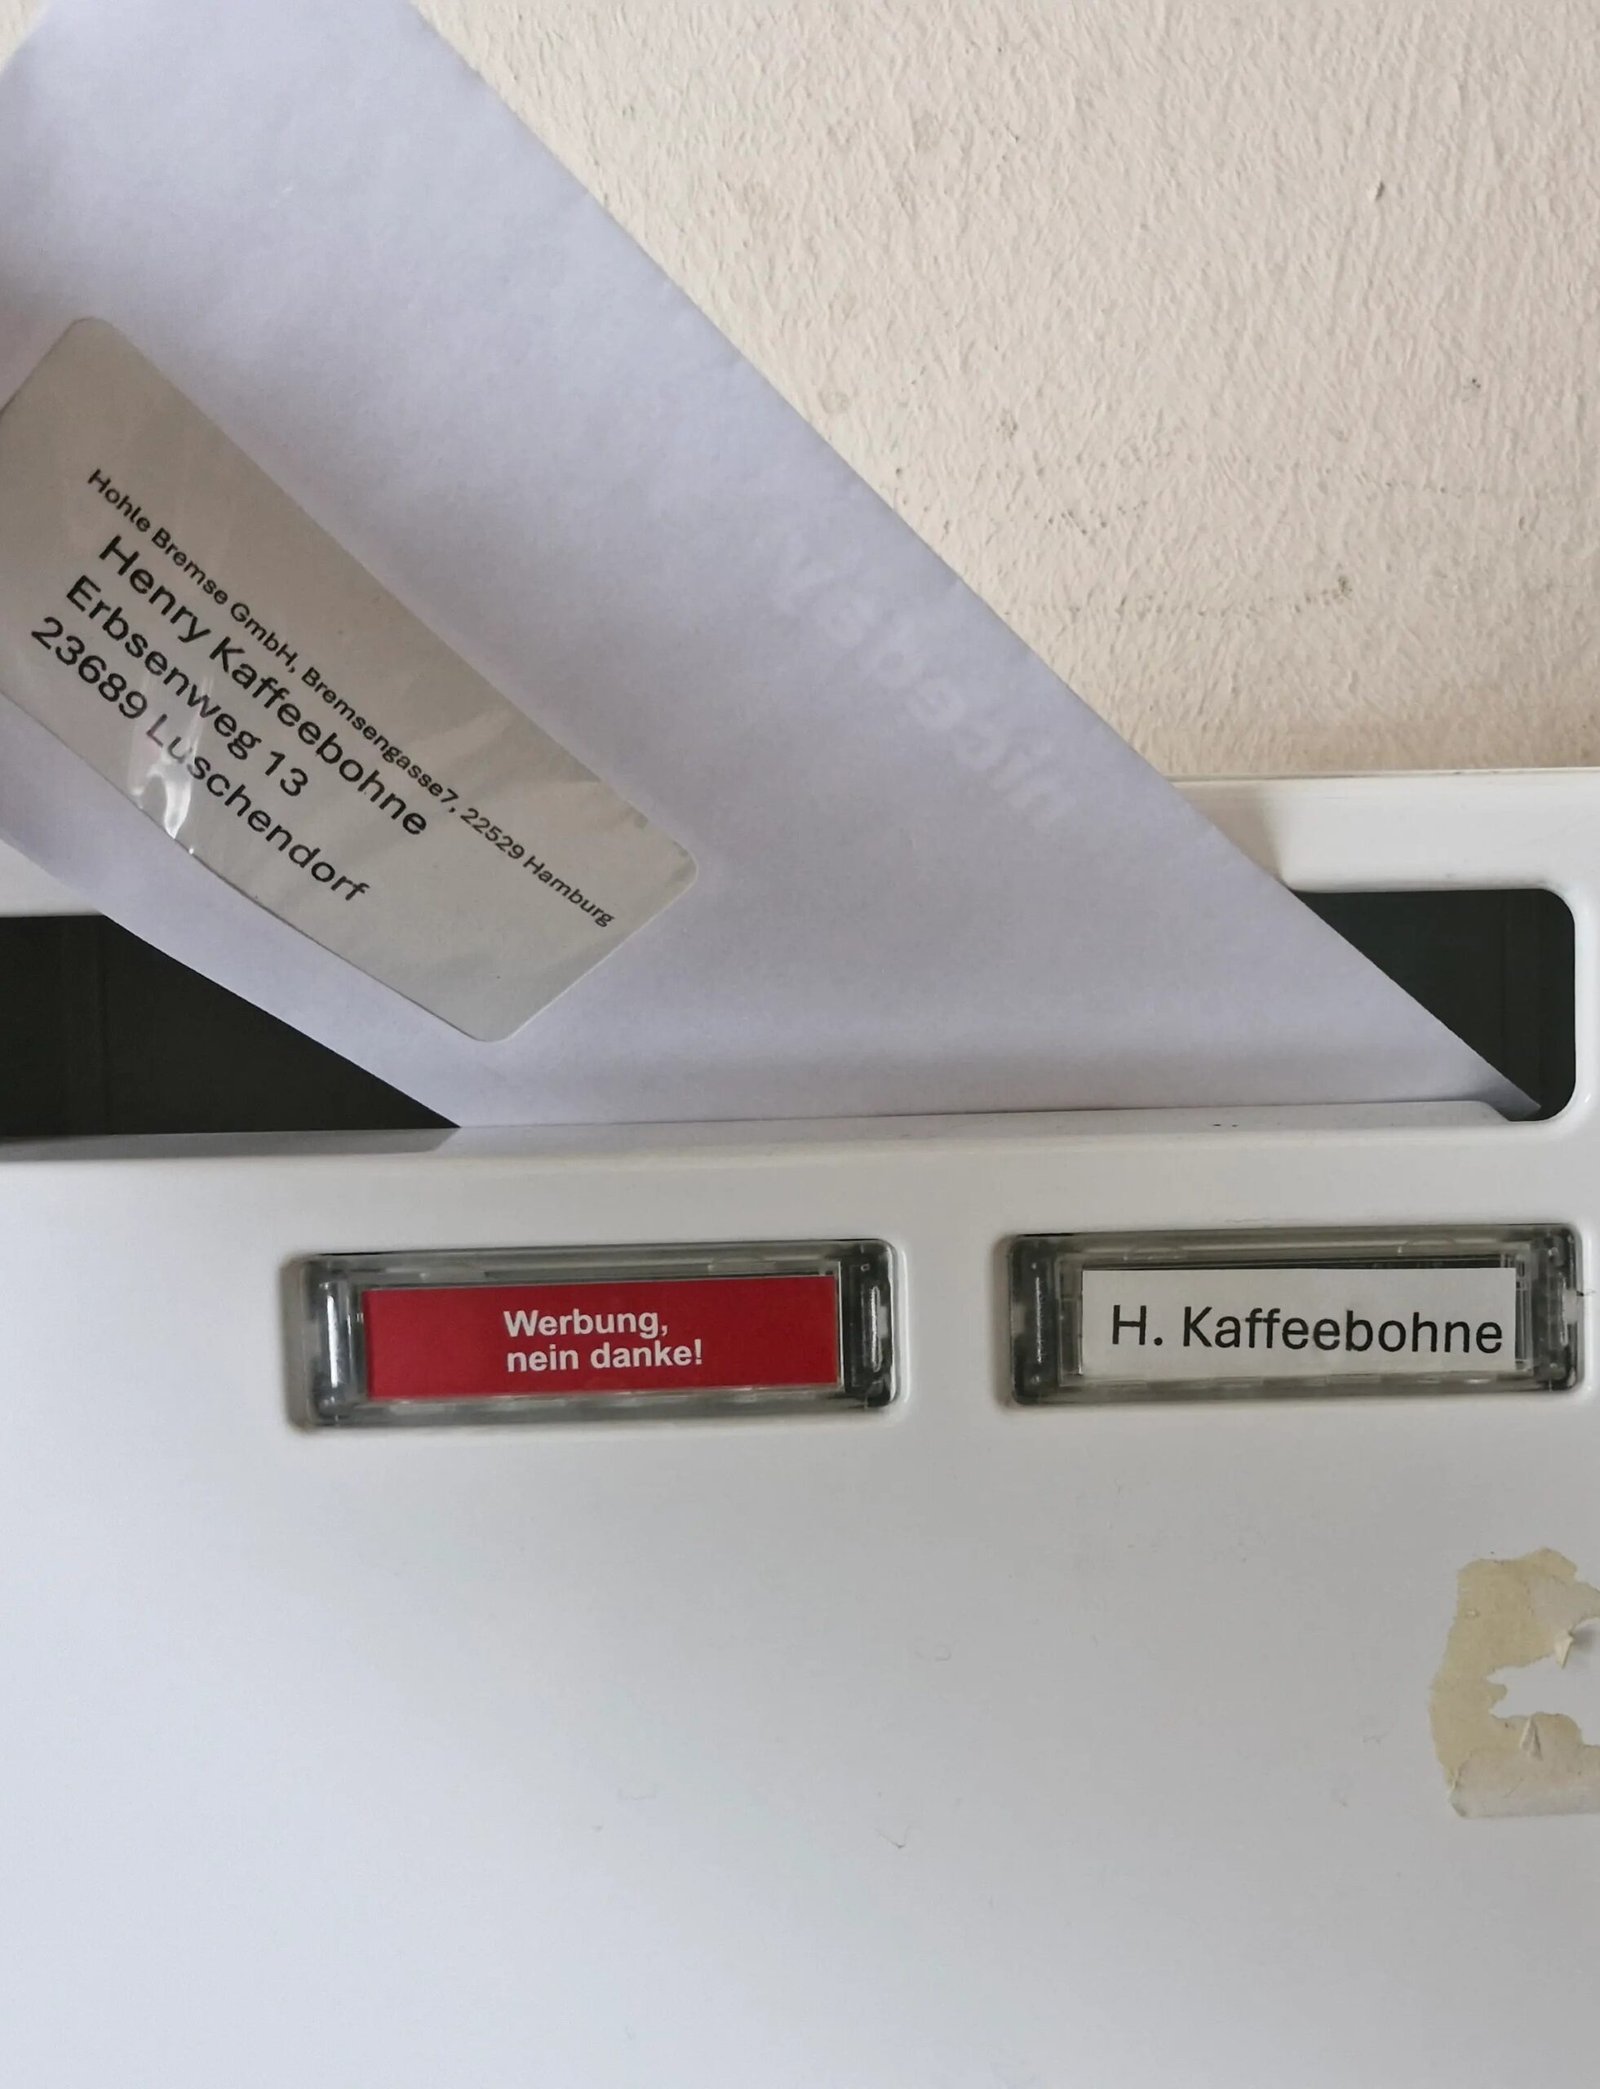 Hohle Bremse GmbH, Bremsengasse7, 22529 Hamburg
Henry Kaffeebohne
Erbsenweg 13
23689 Luschendorf
Werbung,
nein danke!
H. Kaffeebohne